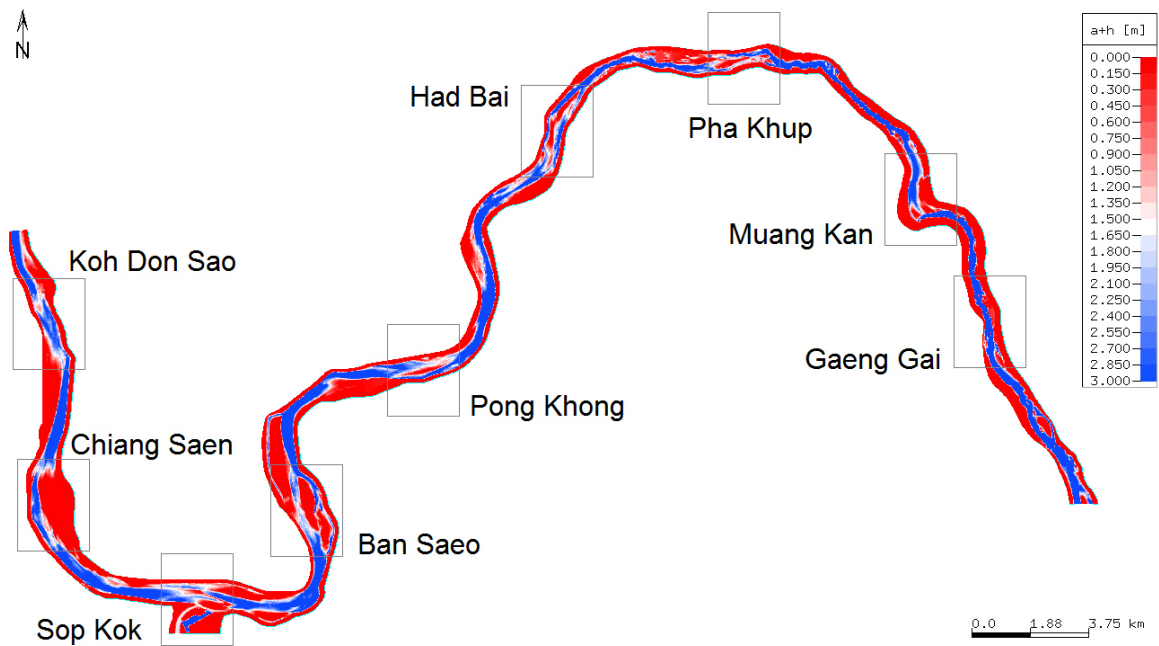 N
a+h [m]
0.000
0.150
0.300
0.450
0.600
0.750
0.900
1.050
1.200
1.350
1.500
1.650
1.800
1.950
2.100
2.250
2.400
2.550
2.700
2.850
3.000
Had Bai
Pha Khup
Muang Kan
Koh Don Sao
Gaeng Gai
Pong Khong
Chiang Saen
Ban Saeo
Sop Kok
0.0 1.88 3.75 km